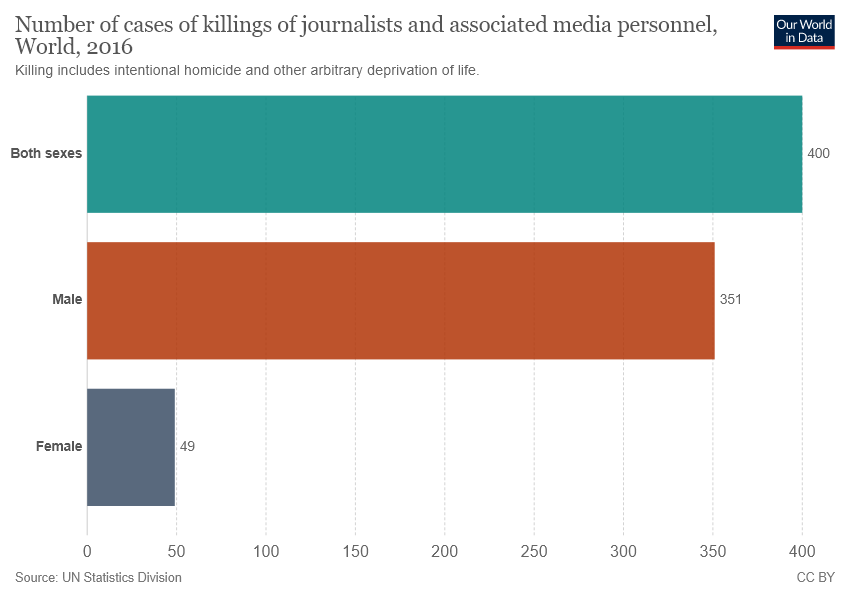 Number of cases of killings of journalists and associated media personnel,
World, 2016
Our World
in Data
Killing includes intentional homicide and other arbitrary deprivation of life.
Both sexes
400
Male
351
Female
49
0 50 100 150 200 250 300 350 400
Source: UN Statistics Division
CC BY